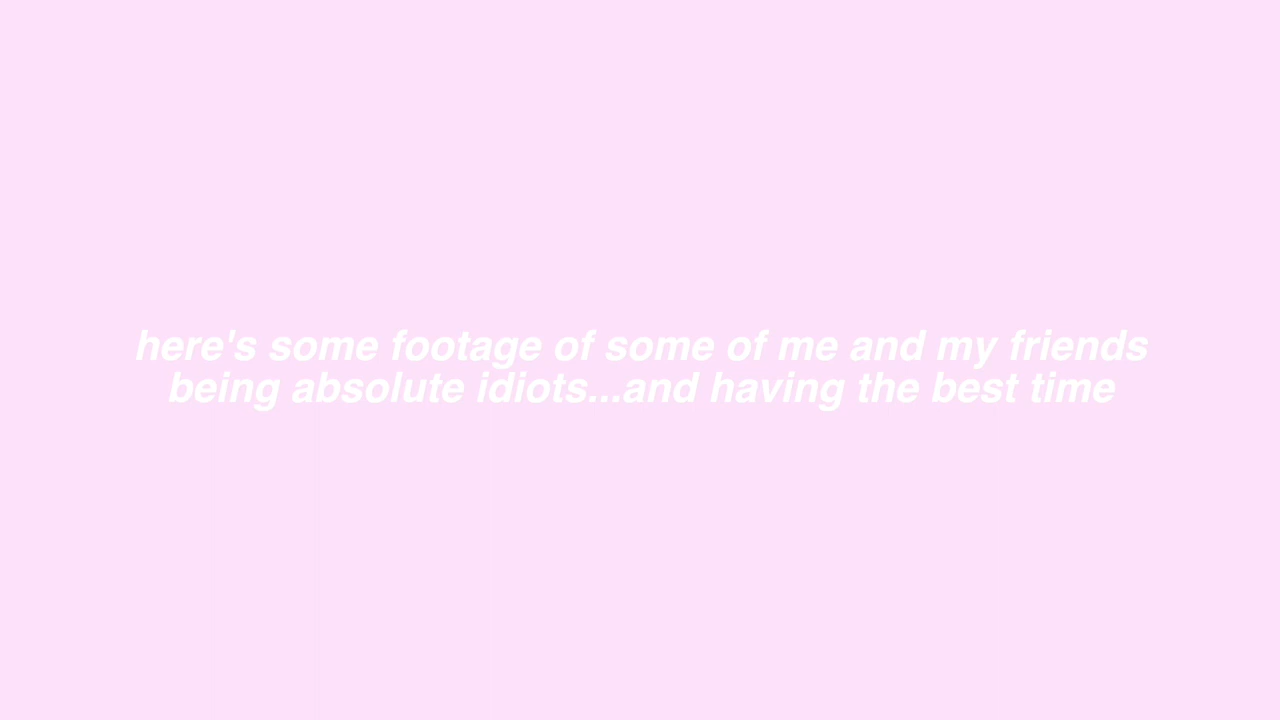 here's some footage of some of me and my friends
being absolute idiots...and having the best time